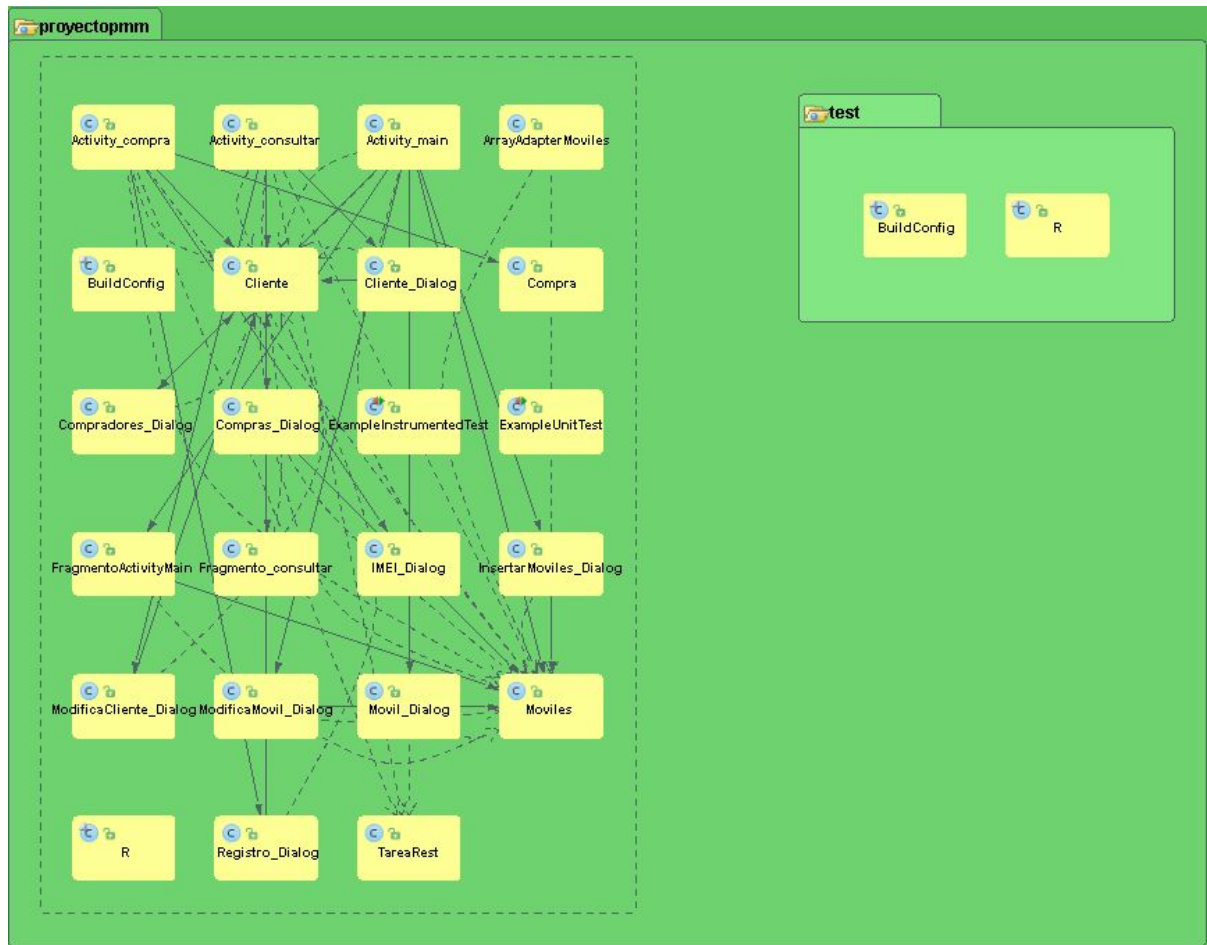 proyectopmm
test
Activity_compra
Activity_consultar
Activity_main
ArrayAdapterMoviles
BuildConfig
R
BuildConfig
Cliente
Cliente_Dialog
Compra
Compradores_Dialog
Compras_Dialog
ExampleInstrumentedTest
ExampleUnitTest
FragmentoActivityMain
Fragmento_consultar
IMEI_Dialog
InsertarMoviles_Dialog
ModificaCliente_Dialog
ModificaMovil_Dialog
Movil_Dialog
Moviles
R
Registro_Dialog
TareaRest